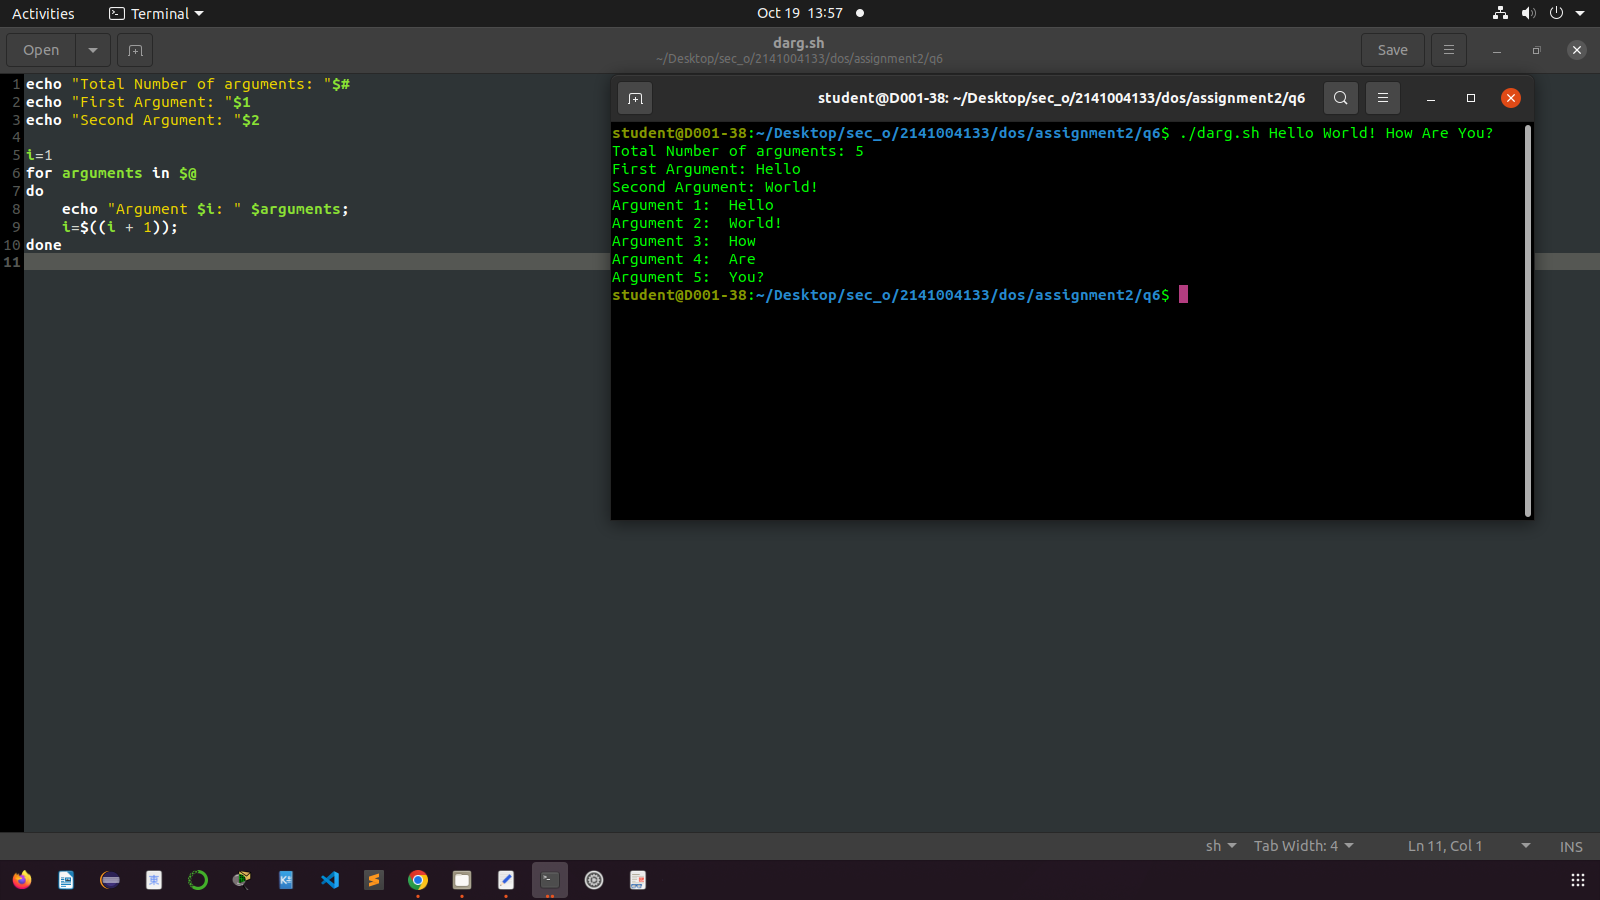 Activities Terminal Oct 19 13:57
Open darg.sh Save
~/Desktop/sec_o/2141004133/dos/assignment2/q6
1 echo "Total Number of arguments: "$#
2 echo "First Argument: "$1
3 echo "Second Argument: "$2
4
5 i=1
6 for arguments in $@
7 do
8     echo "Argument $i: " $arguments;
9     i=$((i + 1));
10 done
11
student@D001-38: ~/Desktop/sec_o/2141004133/dos/assignment2/q6
student@D001-38:~/Desktop/sec_o/2141004133/dos/assignment2/q6$ ./darg.sh Hello World! How Are You?
Total Number of arguments: 5
First Argument: Hello
Second Argument: World!
Argument 1:  Hello
Argument 2:  World!
Argument 3:  How
Argument 4:  Are
Argument 5:  You?
student@D001-38:~/Desktop/sec_o/2141004133/dos/assignment2/q6$
sh Tab Width: 4 Ln 11, Col 1 INS